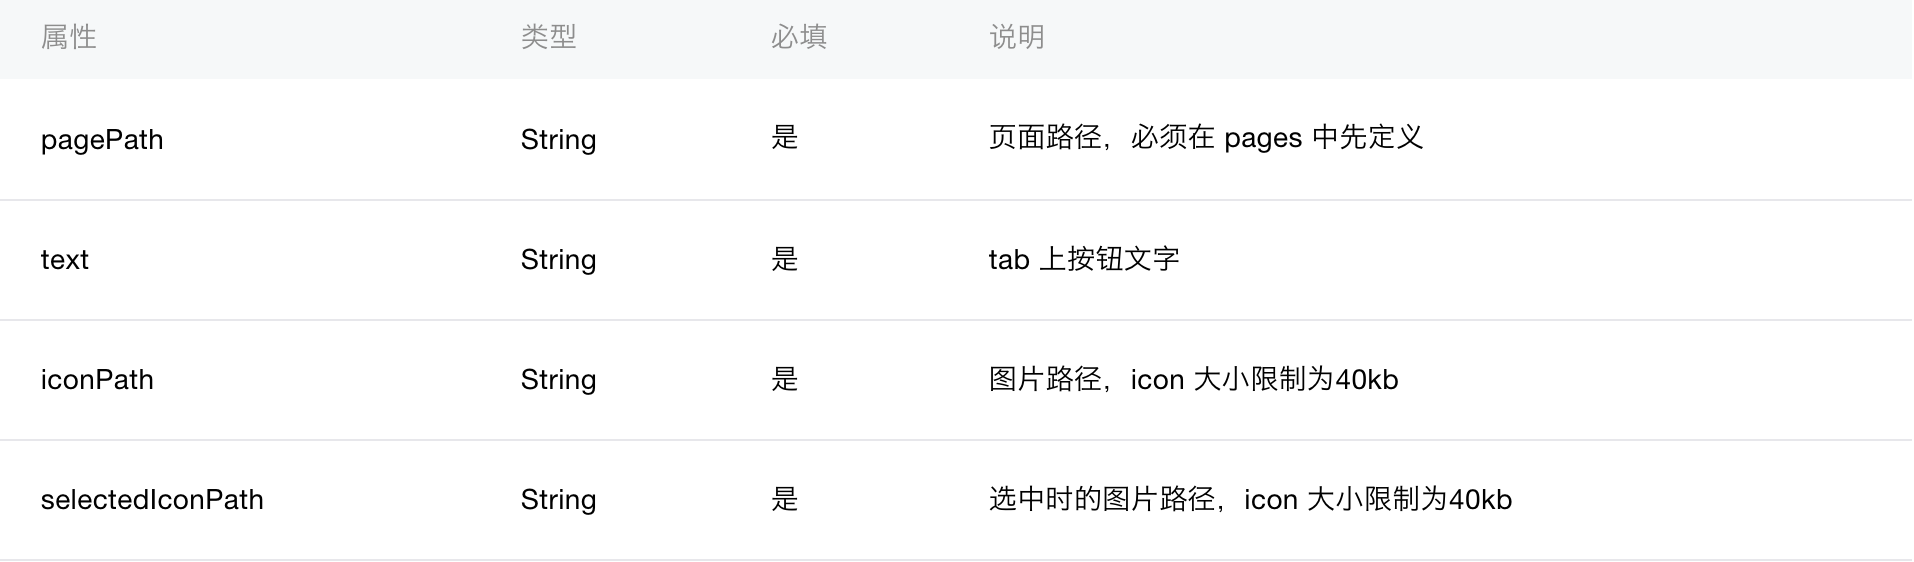 属性 类型 必填 说明
pagePath String 是 页面路径，必须在 pages 中先定义
text String 是 tab 上按钮文字
iconPath String 是 图片路径，icon 大小限制为40kb
selectedIconPath String 是 选中时的图片路径，icon 大小限制为40kb